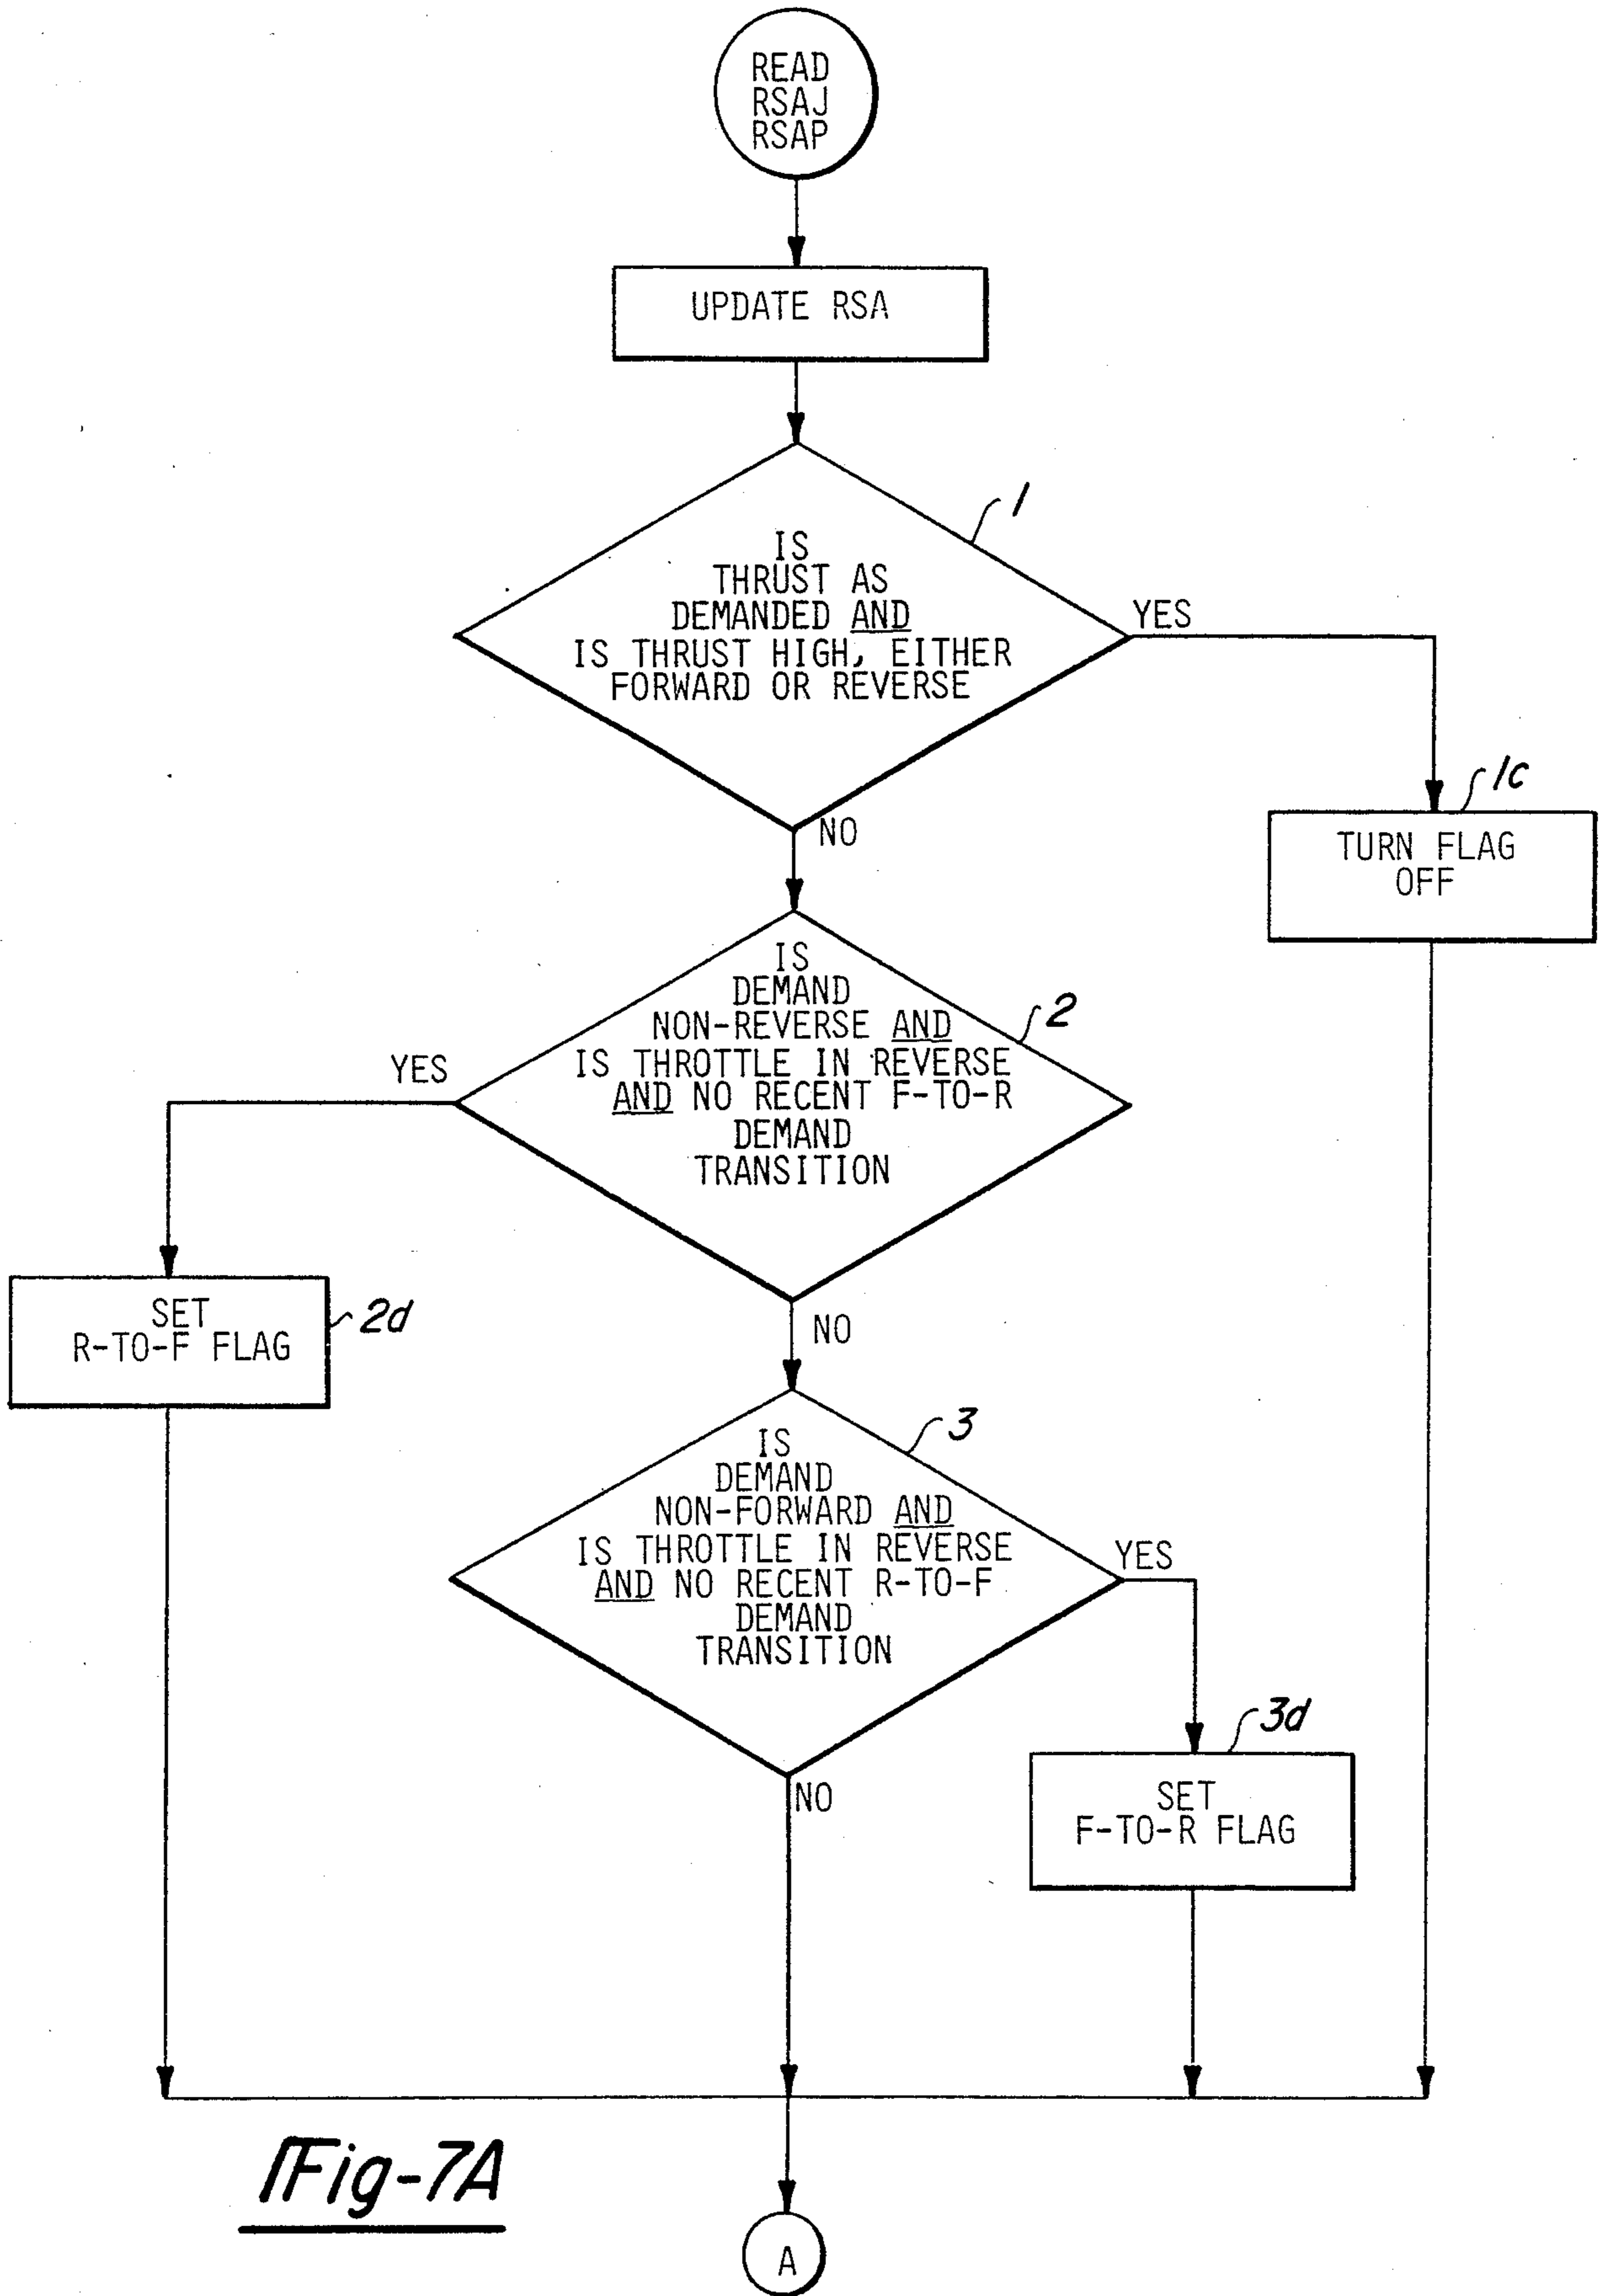 READ
RSAJ
RSAP
UPDATE RSA
1
IS
THRUST AS
DEMANDED AND
IS THRUST HIGH, EITHER
FORWARD OR REVERSE
YES
NO
1c
TURN FLAG
OFF
2
IS
DEMAND
NON-REVERSE AND
IS THROTTLE IN REVERSE
AND NO RECENT F-TO-R
DEMAND
TRANSITION
YES
NO
SET
R-TO-F FLAG
2d
3
IS
DEMAND
NON-FORWARD AND
IS THROTTLE IN REVERSE
AND NO RECENT R-TO-F
DEMAND
TRANSITION
YES
NO
3d
SET
F-TO-R FLAG
Fig-7A
A